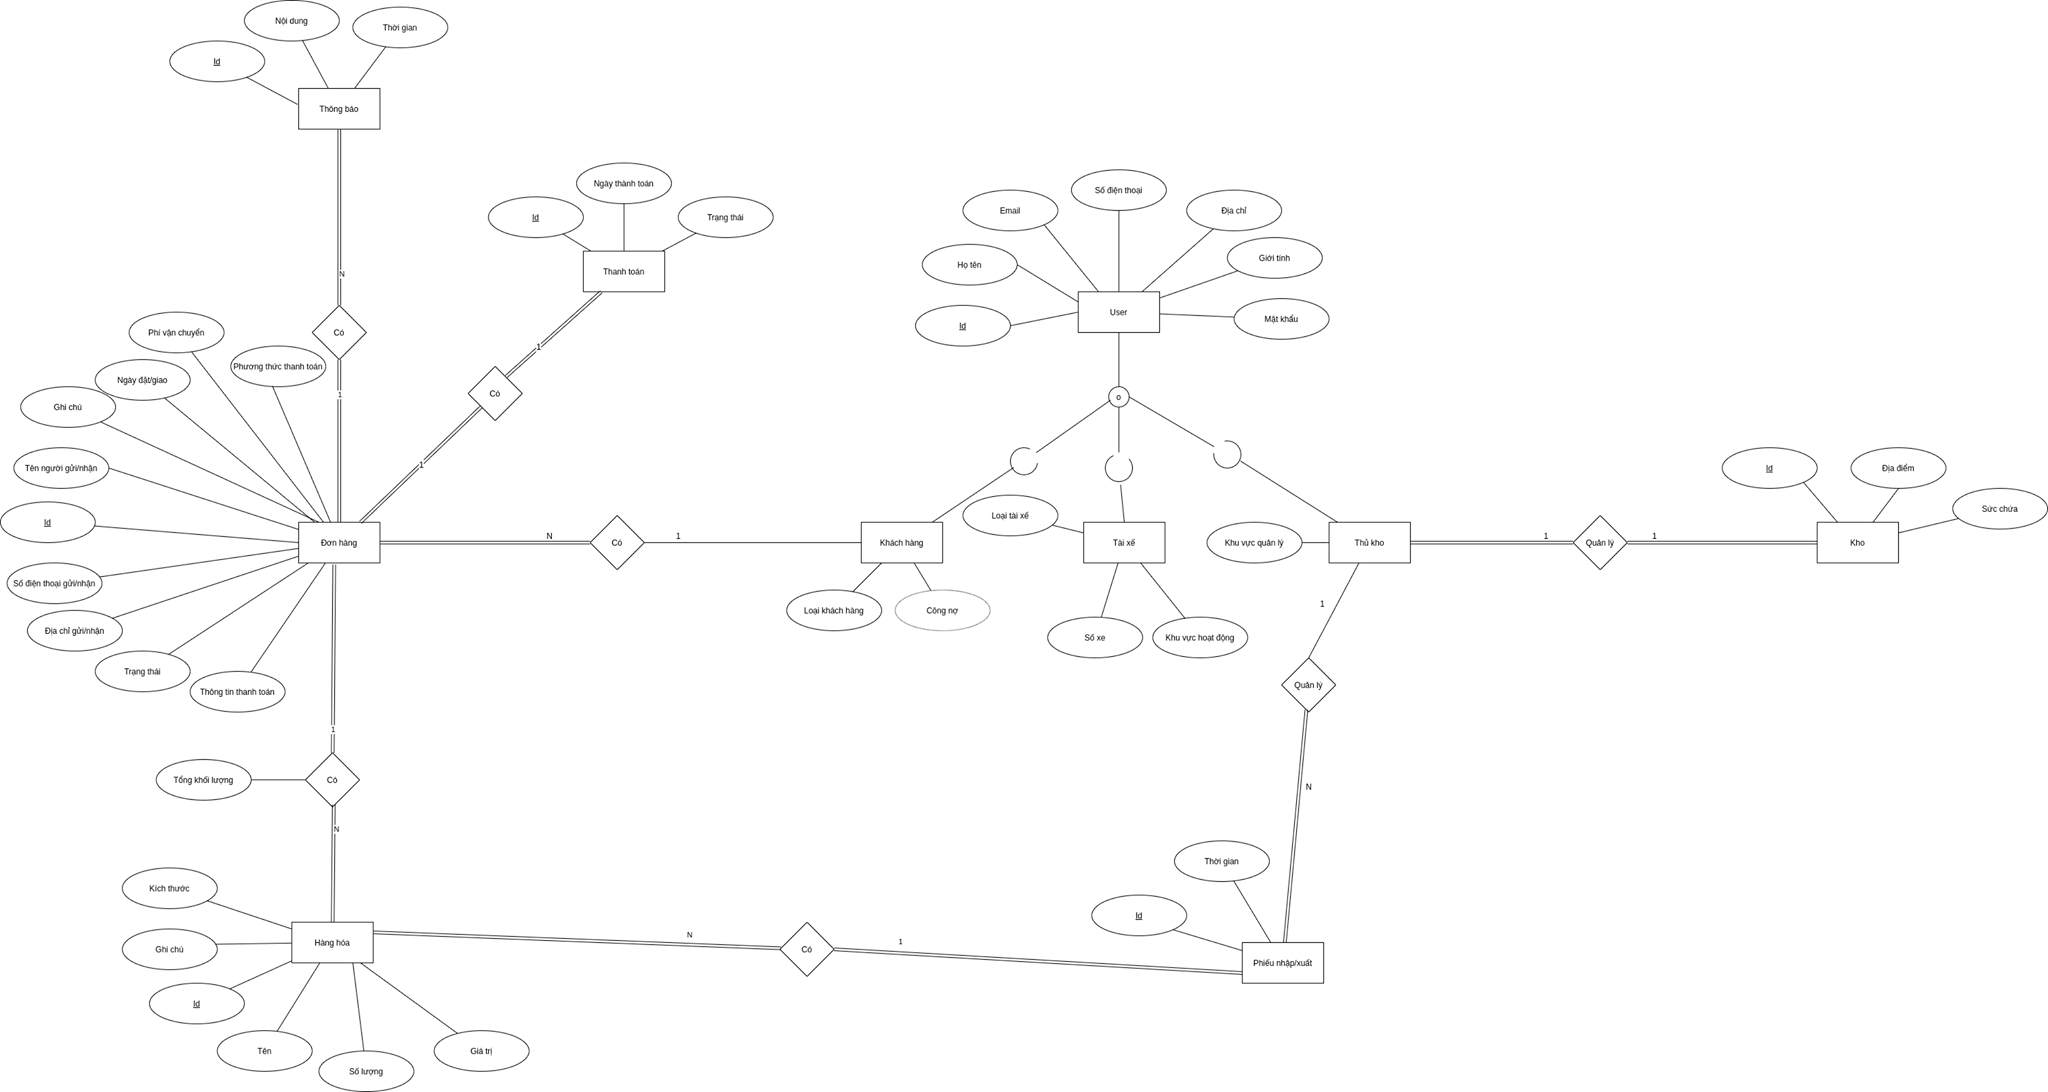 Nội dung
Thời gian
Id
Thông báo
N
Có
1
Ngày thành toán
Id
Trạng thái
Thanh toán
1
Có
1
Phí vận chuyển
Phương thức thanh toán
Ngày đặt/giao
Ghi chú
Tên người gửi/nhận
Id
Đơn hàng
Số điện thoại gửi/nhận
Địa chỉ gửi/nhận
Trạng thái
Thông tin thanh toán
N
Có
1
Số điện thoại
Email
Địa chỉ
Họ tên
Giới tính
Id
User
Mật khẩu
o
Khách hàng
Loại khách hàng
Công nợ
Loại tài xế
Tài xế
Số xe
Khu vực hoạt động
Khu vực quản lý
Thủ kho
1
Quản lý
1
Id
Địa điểm
Sức chứa
Kho
1
Quản lý
N
1
Tổng khối lượng
Có
N
Kích thước
Ghi chú
Hàng hóa
Id
Tên
Số lượng
Giá trị
N
Có
1
Thời gian
Id
Phiếu nhập/xuất